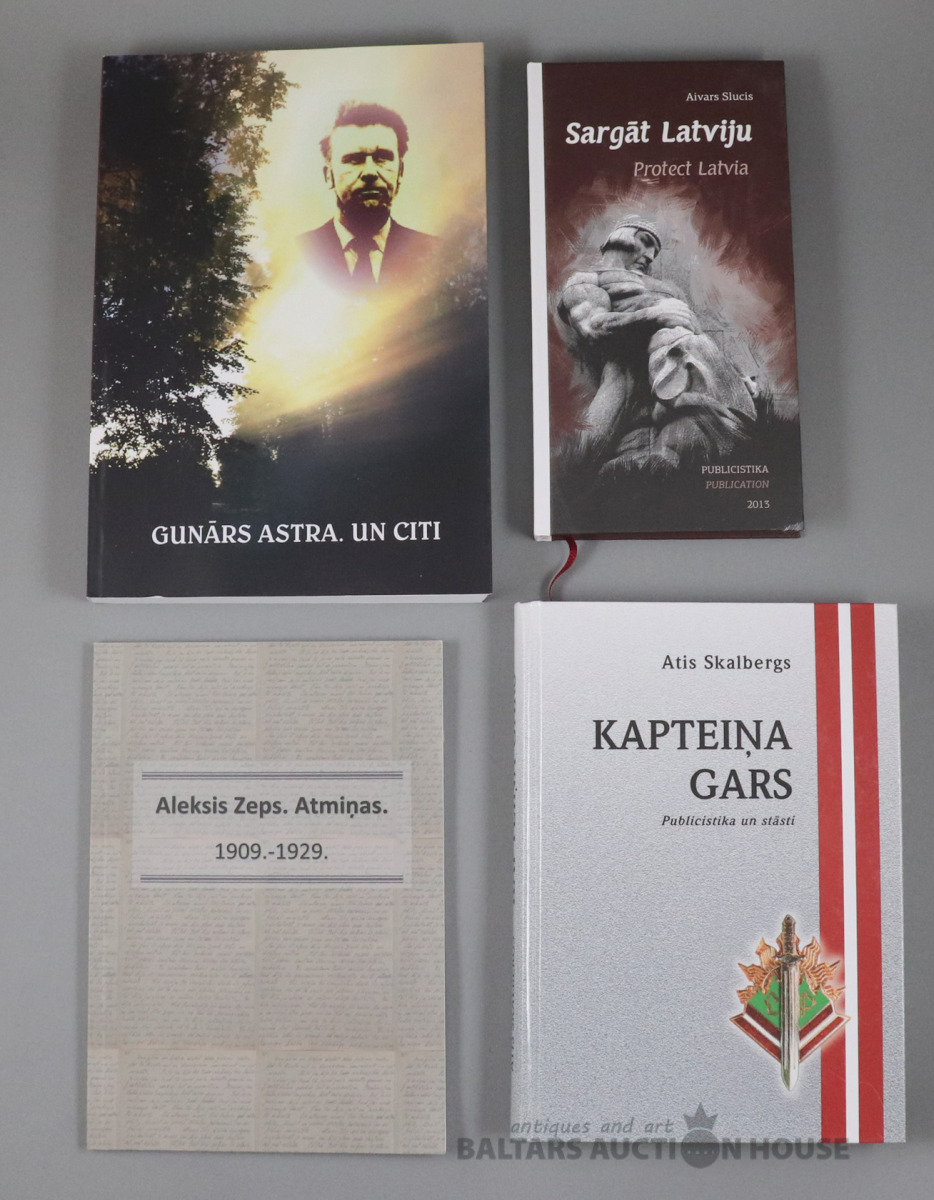 GUNĀRS ASTRA. UN CITI
Aivars Slucis
Sargāt Latviju
Protect Latvia
PUBLICISTIKA
PUBLICATION
2013
Aleksis Zeps. Atmiņas.
1909.-1929.
Atis Skalbergs
KAPTEIŅA
GARS
Publicistika un stāsti
antiques and art
BALTARS AUCTION HOUSE